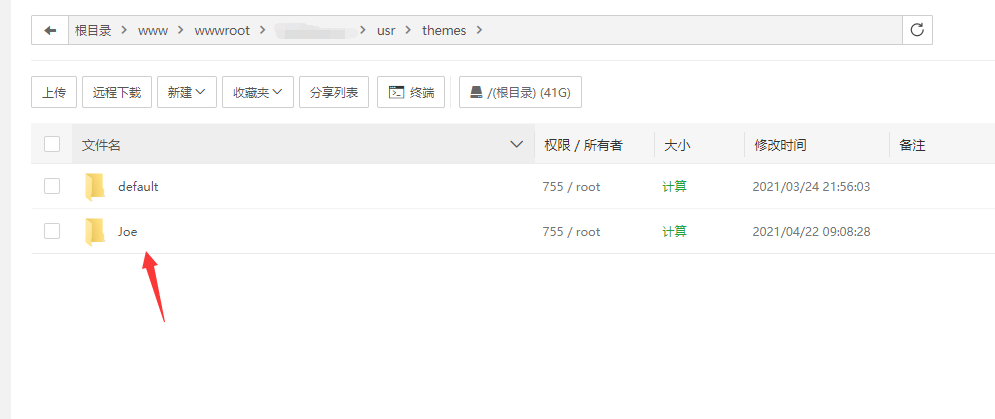 根目录 > www > wwwroot > > usr > themes >
上传 远程下载 新建 收藏夹 分享列表 终端 /(根目录) (41G)
文件名 权限 / 所有者 大小 修改时间 备注
default 755 / root 计算 2021/03/24 21:56:03
Joe 755 / root 计算 2021/04/22 09:08:28